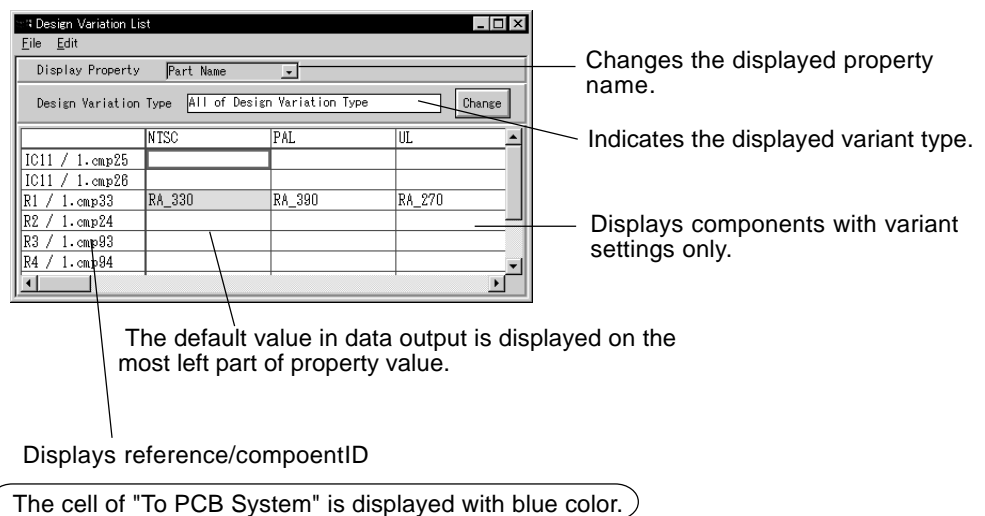 Design Variation List
File Edit
Display Property Part Name
Design Variation Type All of Design Variation Type Change
NTSC PAL UL
IC11 / 1.cmp25
IC11 / 1.cmp26
R1 / 1.cmp33 RA_330 RA_390 RA_270
R2 / 1.cmp24
R3 / 1.cmp93
R4 / 1.cmp94
Changes the displayed property
name.
Indicates the displayed variant type.
Displays components with variant
settings only.
The default value in data output is displayed on the
most left part of property value.
Displays reference/compoentID
The cell of "To PCB System" is displayed with blue color.